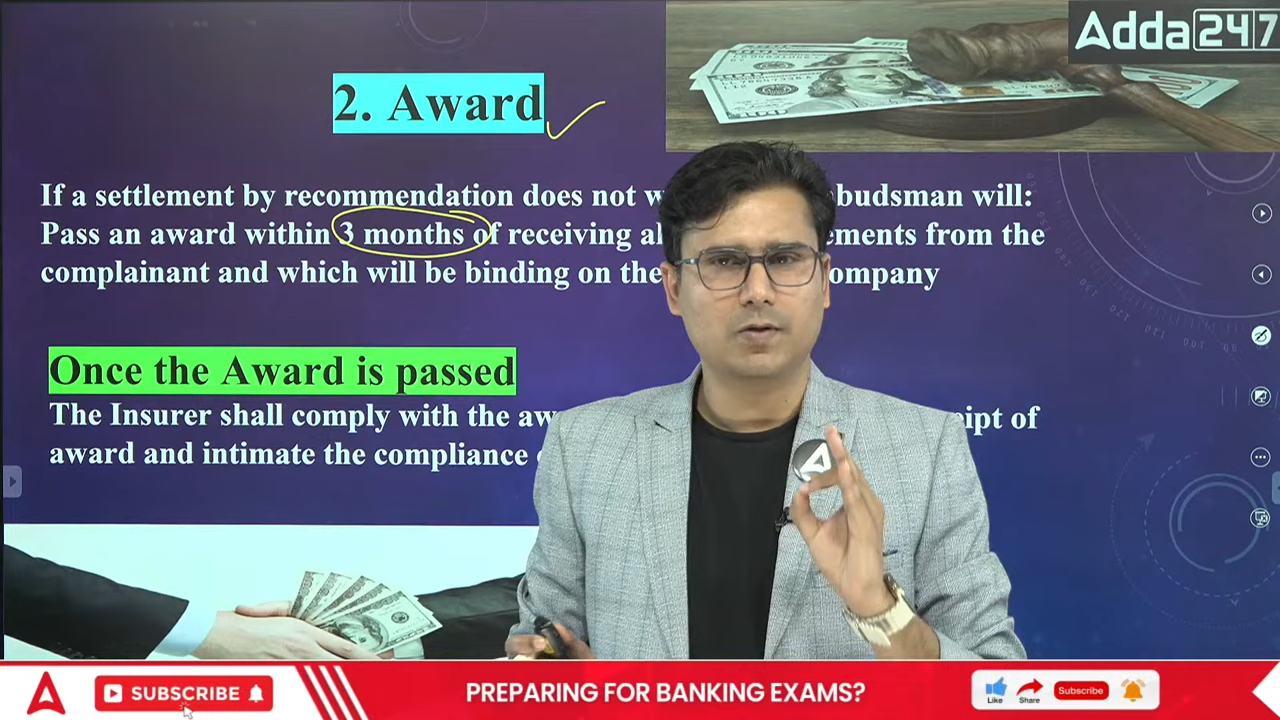 Adda247
2. Award
If a settlement by recommendation does not budsman will:
Pass an award within 3 months of receiving ements from the
complainant and which will be binding on the ompany
Once the Award is passed
The Insurer shall comply with the ipt of
award and intimate the compliance
SUBSCRIBE
PREPARING FOR BANKING EXAMS?
Like
Share
Subscribe